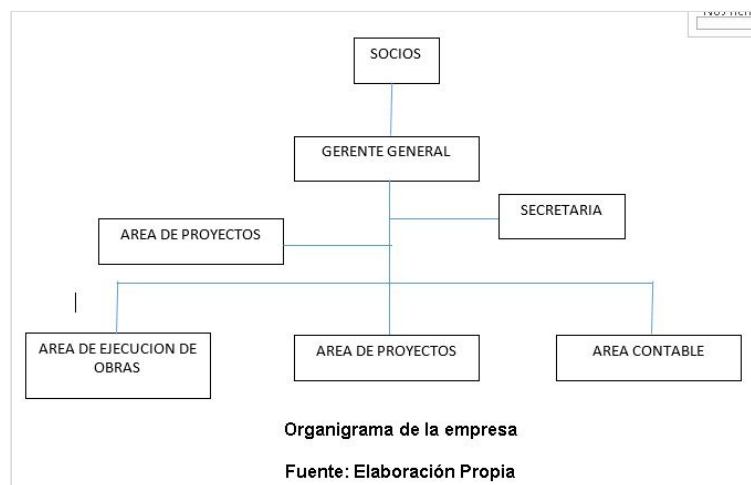 SOCIOS
GERENTE GENERAL
SECRETARIA
AREA DE PROYECTOS
AREA DE EJECUCION DE
OBRAS
AREA DE PROYECTOS
AREA CONTABLE
Organigrama de la empresa
Fuente: Elaboración Propia